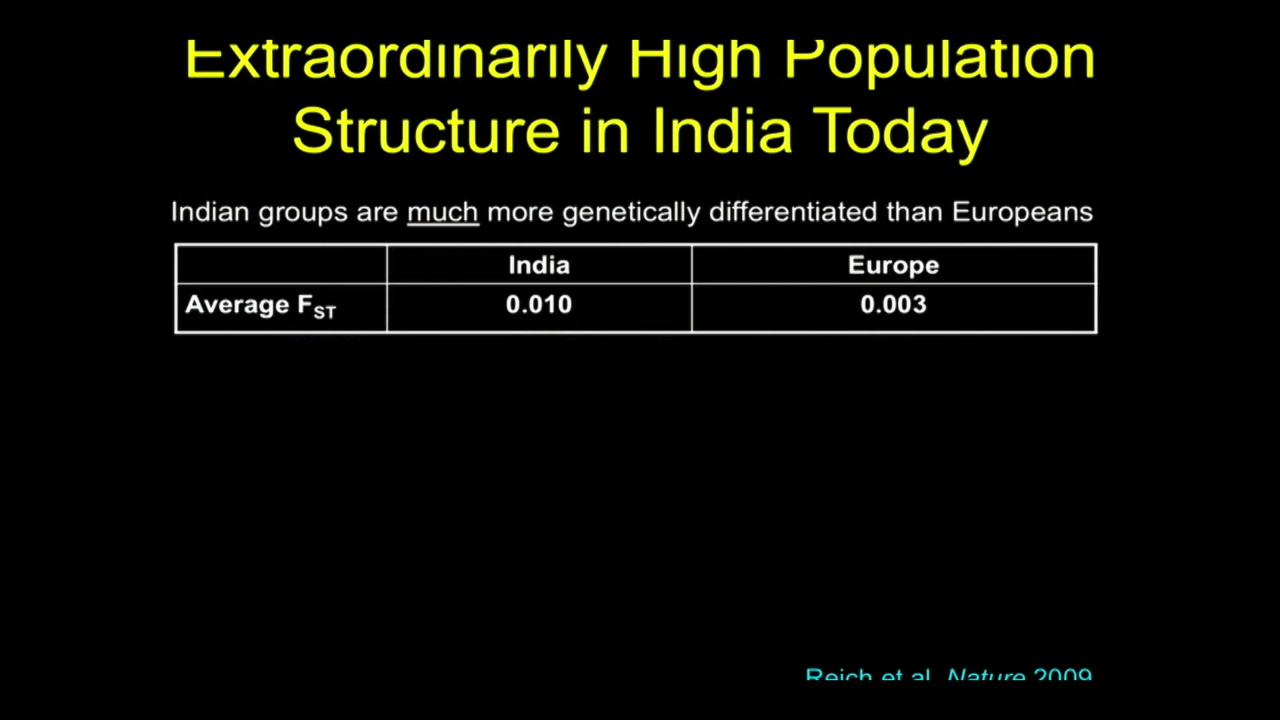 Extraordinarily High Population
Structure in India Today
Indian groups are much more genetically differentiated than Europeans
India Europe
Average FST 0.010 0.003
Reich et al. Nature 2009